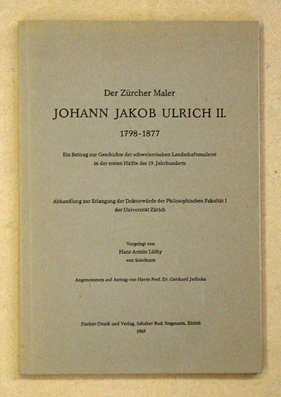 Der Zürcher Maler
JOHANN JAKOB ULRICH II.
1798-1877
Ein Beitrag zur Geschichte der schweizerischen Landschaftsmalerei
in der ersten Hälfte des 19. Jahrhunderts
Abhandlung zur Erlangung der Doktorwürde der Philosophischen Fakultät I
der Universität Zürich
Vorgelegt von
Hans Armin Lüthy
von Solothurn
Angenommen auf Antrag von Herrn Prof. Dr. Gotthard Jedlicka
Fischer-Druck und Verlag, Inhaber Rud. Stegmann, Zürich
1965